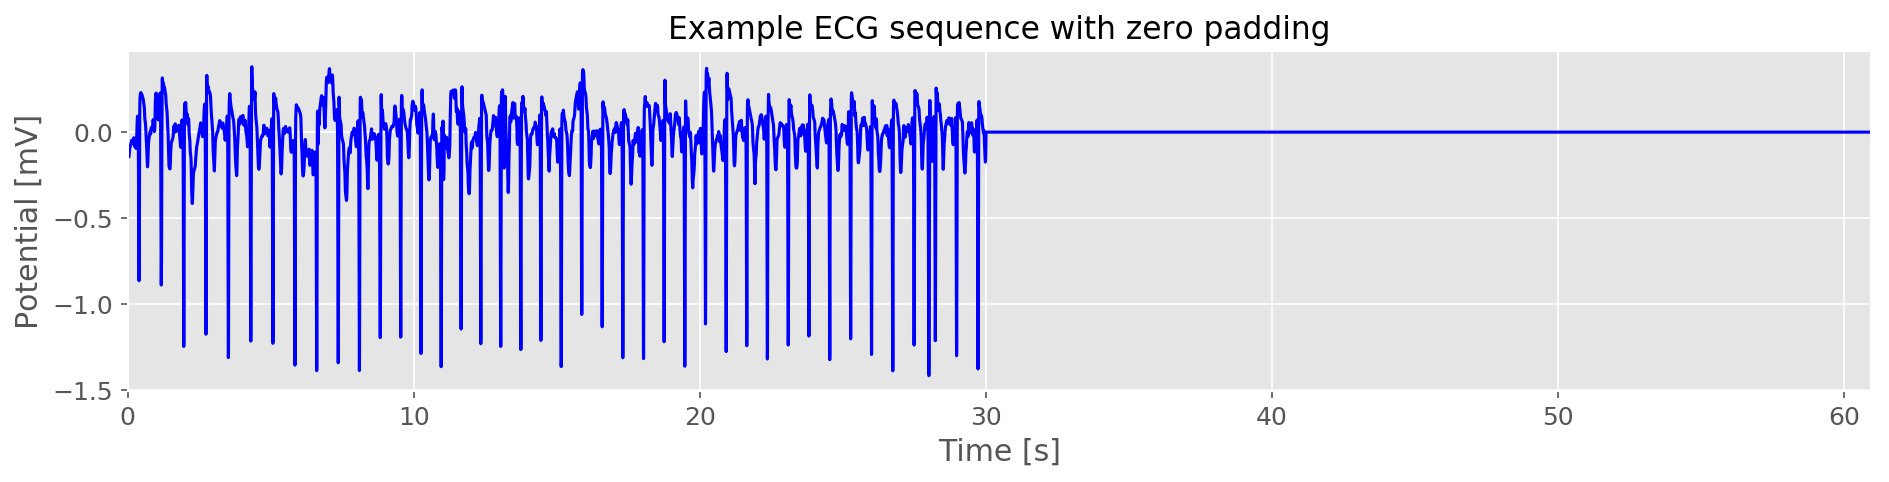 Example ECG sequence with zero padding
Potential [mV]
0.0
−0.5
−1.0
−1.5
0 10 20 30 40 50 60
Time [s]